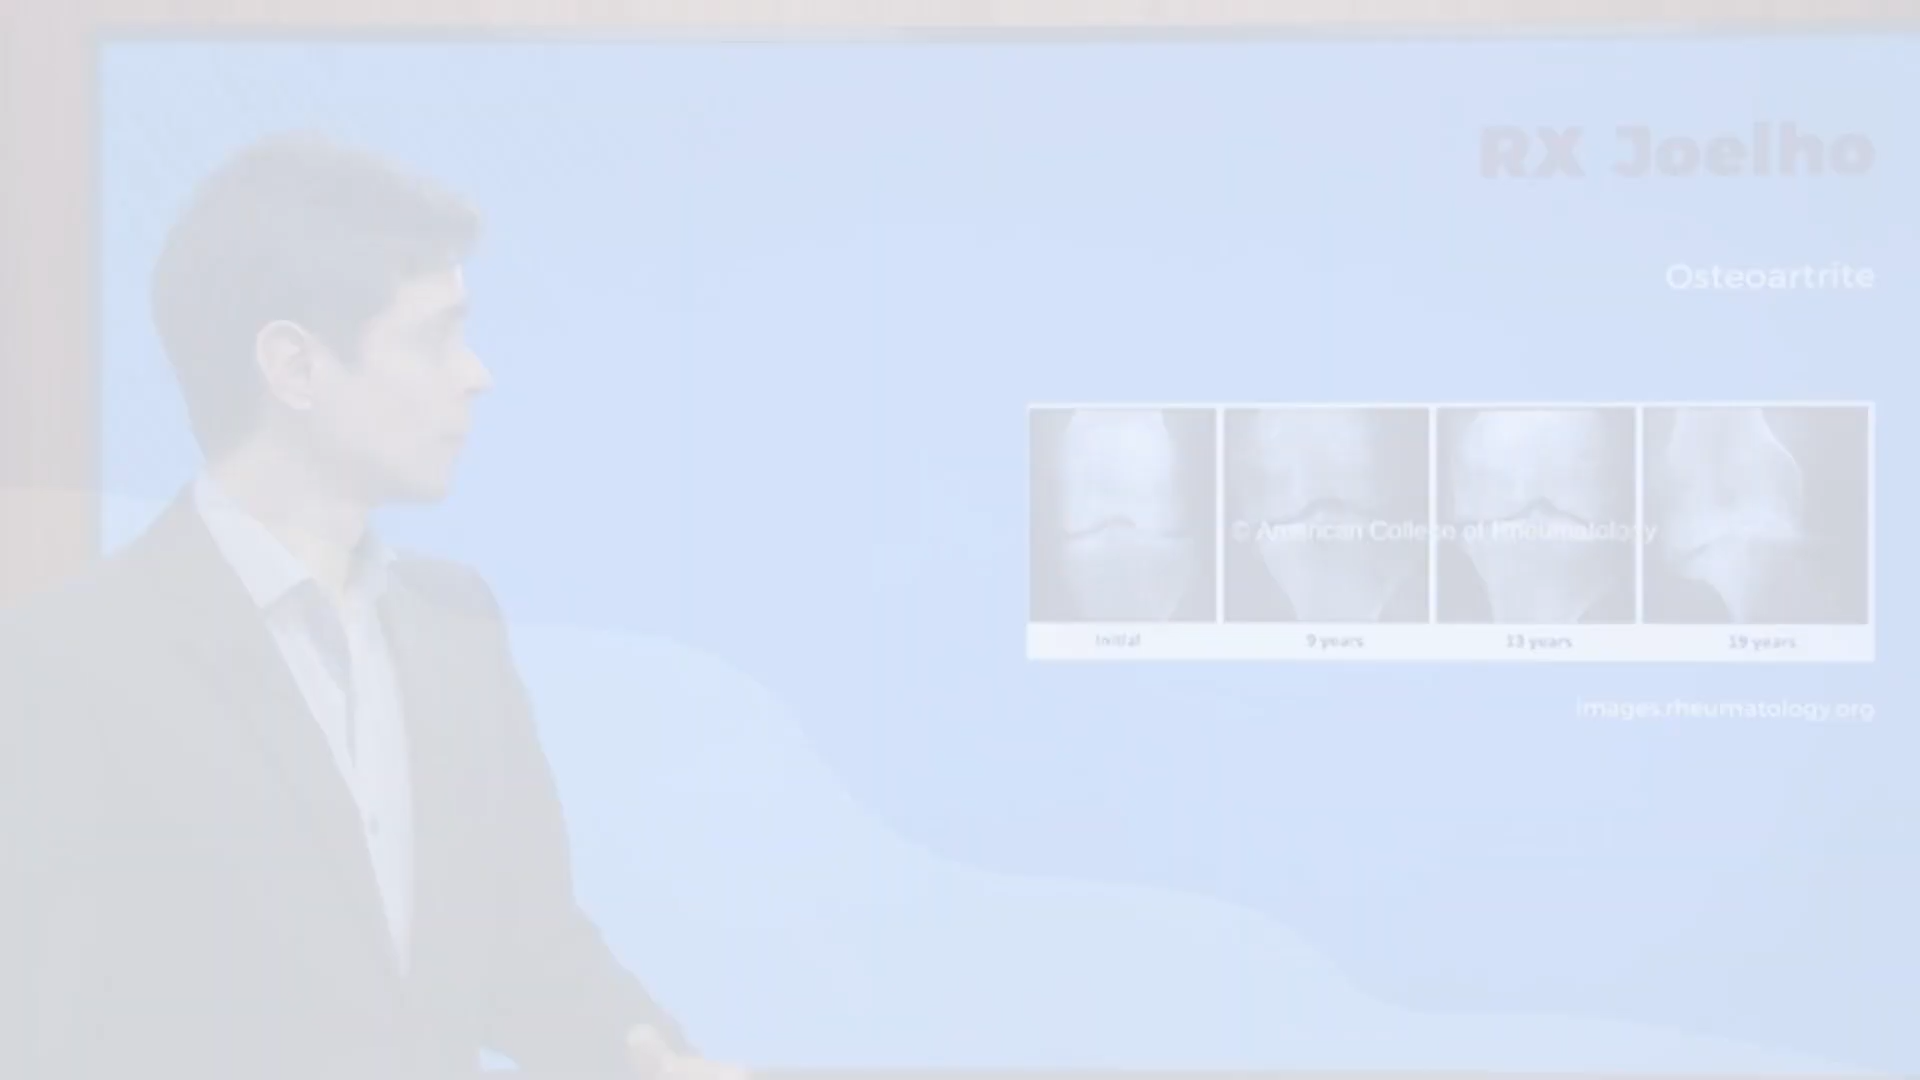 RX Joelho
Osteoartrite
© American College of Rheumatology
Initial
9 years
13 years
19 years
images.rheumatology.org